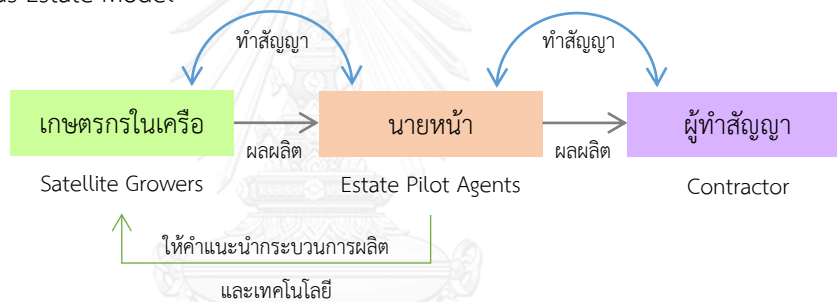 us Estate Model
ทำสัญญา ทำสัญญา
เกษตรกรในเครือ นายหน้า ผู้ทำสัญญา
ผลผลิต ผลผลิต
Satellite Growers Estate Pilot Agents Contractor
ให้คำแนะนำกระบวนการผลิต
และเทคโนโลยี